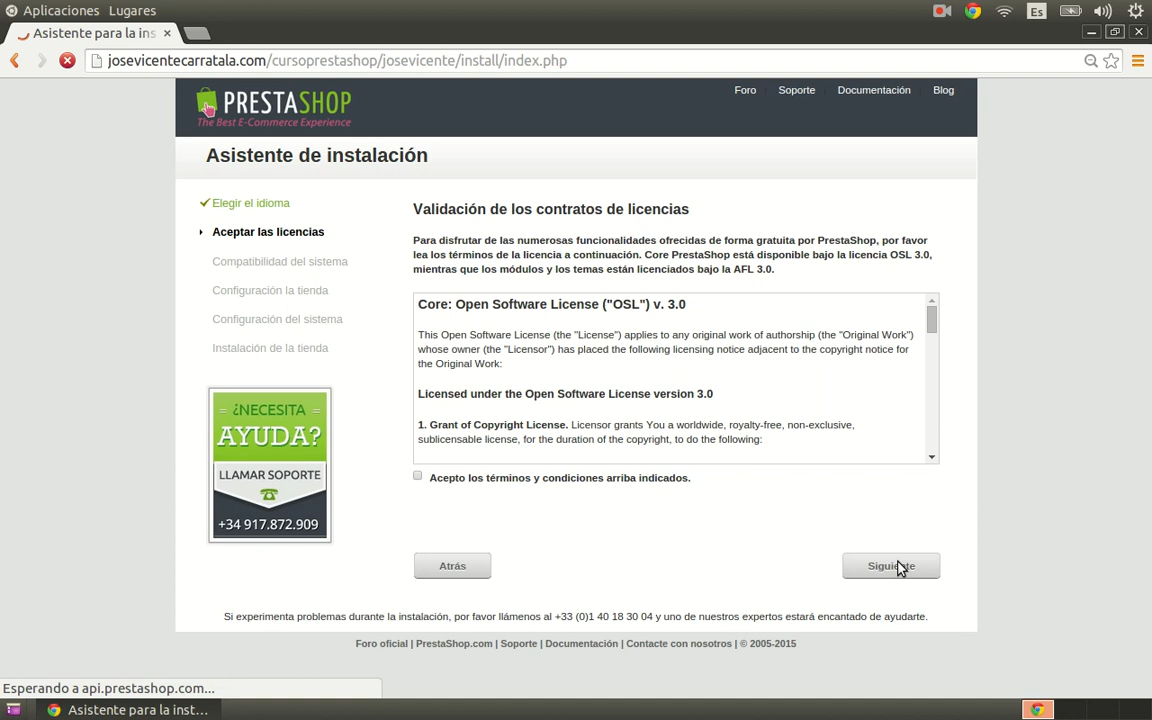 Aplicaciones Lugares
Es
Asistente para la ins
josevicentecarratala.com/cursoprestashop/josevicente/install/index.php
PRESTASHOP
The Best E-Commerce Experience
Foro Soporte Documentación Blog
Asistente de instalación
Elegir el idioma
Aceptar las licencias
Compatibilidad del sistema
Configuración la tienda
Configuración del sistema
Instalación de la tienda
¿NECESITA
AYUDA?
LLAMAR SOPORTE
+34 917.872.909
Validación de los contratos de licencias
Para disfrutar de las numerosas funcionalidades ofrecidas de forma gratuita por PrestaShop, por favor
lea los términos de la licencia a continuación. Core PrestaShop está disponible bajo la licencia OSL 3.0,
mientras que los módulos y los temas están licenciados bajo la AFL 3.0.
Core: Open Software License ("OSL") v. 3.0
This Open Software License (the "License") applies to any original work of authorship (the "Original Work")
whose owner (the "Licensor") has placed the following licensing notice adjacent to the copyright notice for
the Original Work:
Licensed under the Open Software License version 3.0
1. Grant of Copyright License. Licensor grants You a worldwide, royalty-free, non-exclusive,
sublicensable license, for the duration of the copyright, to do the following:
Acepto los términos y condiciones arriba indicados.
Atrás
Siguiente
Si experimenta problemas durante la instalación, por favor llámenos al +33 (0)1 40 18 30 04 y uno de nuestros expertos estará encantado de ayudarte.
Foro oficial | PrestaShop.com | Soporte | Documentación | Contacte con nosotros | © 2005-2015
Esperando a api.prestashop.com...
Asistente para la inst...